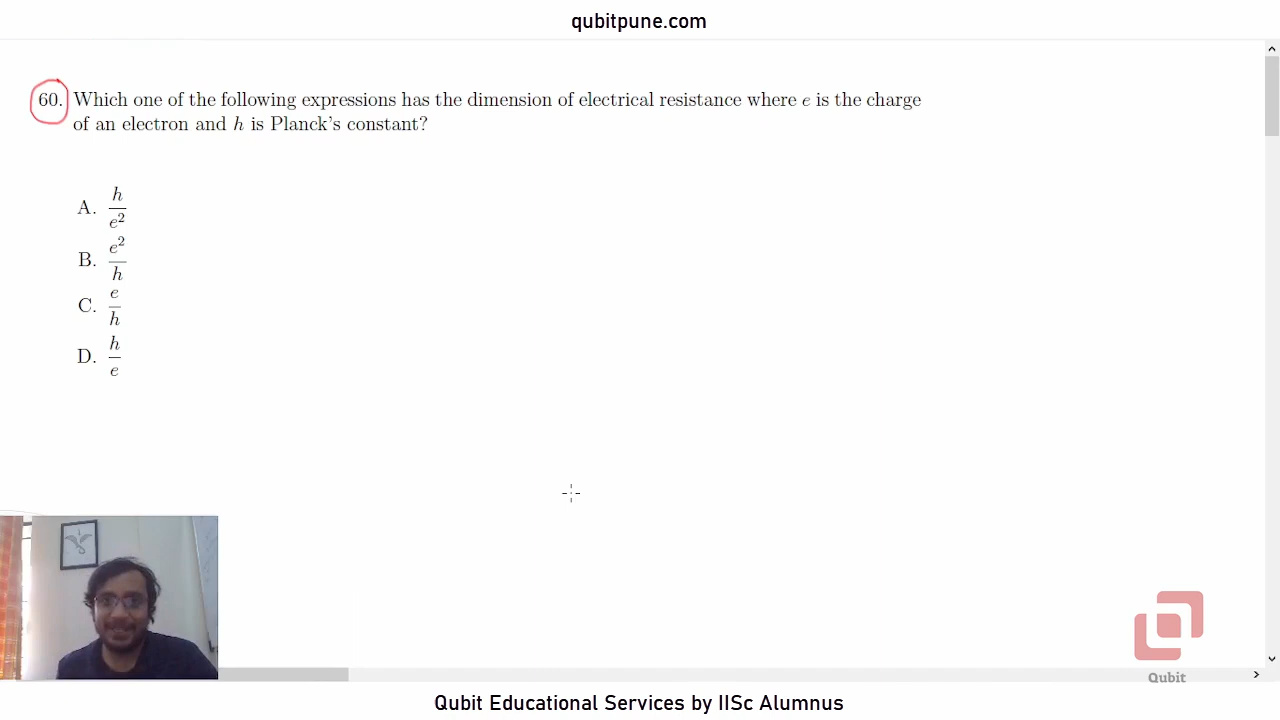 qubitpune.com
60. Which one of the following expressions has the dimension of electrical resistance where e is the charge
of an electron and h is Planck's constant?
A. h/e²
B. e²/h
C. e/h
D. h/e
Qubit
Qubit Educational Services by IISc Alumnus